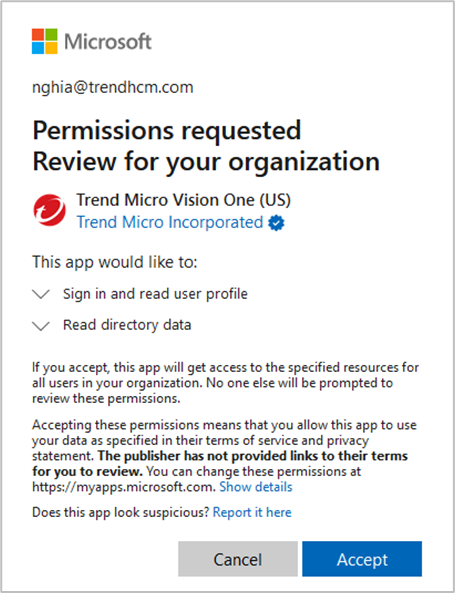 Microsoft
nghia@trendhcm.com
Permissions requested
Review for your organization
Trend Micro Vision One (US)
Trend Micro Incorporated
This app would like to:
Sign in and read user profile
Read directory data
If you accept, this app will get access to the specified resources for
all users in your organization. No one else will be prompted to
review these permissions.
Accepting these permissions means that you allow this app to use
your data as specified in their terms of service and privacy
statement. The publisher has not provided links to their terms
for you to review. You can change these permissions at
https://myapps.microsoft.com. Show details
Does this app look suspicious? Report it here
Cancel Accept